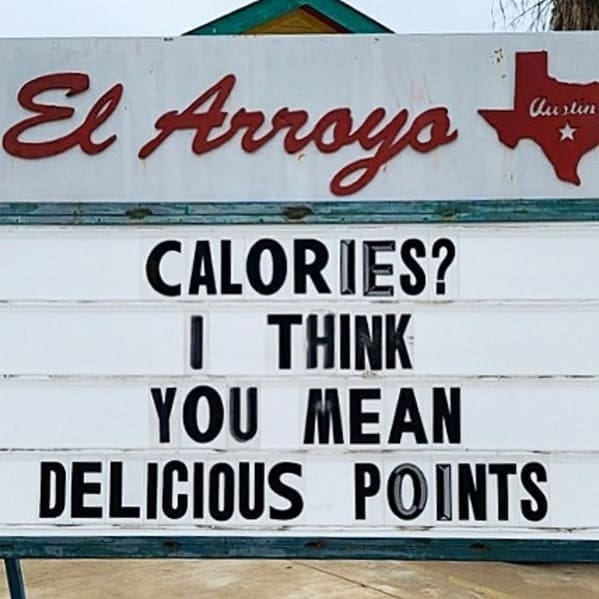 El Arroyo
Austin
CALORIES?
I THINK
YOU MEAN
DELICIOUS POINTS